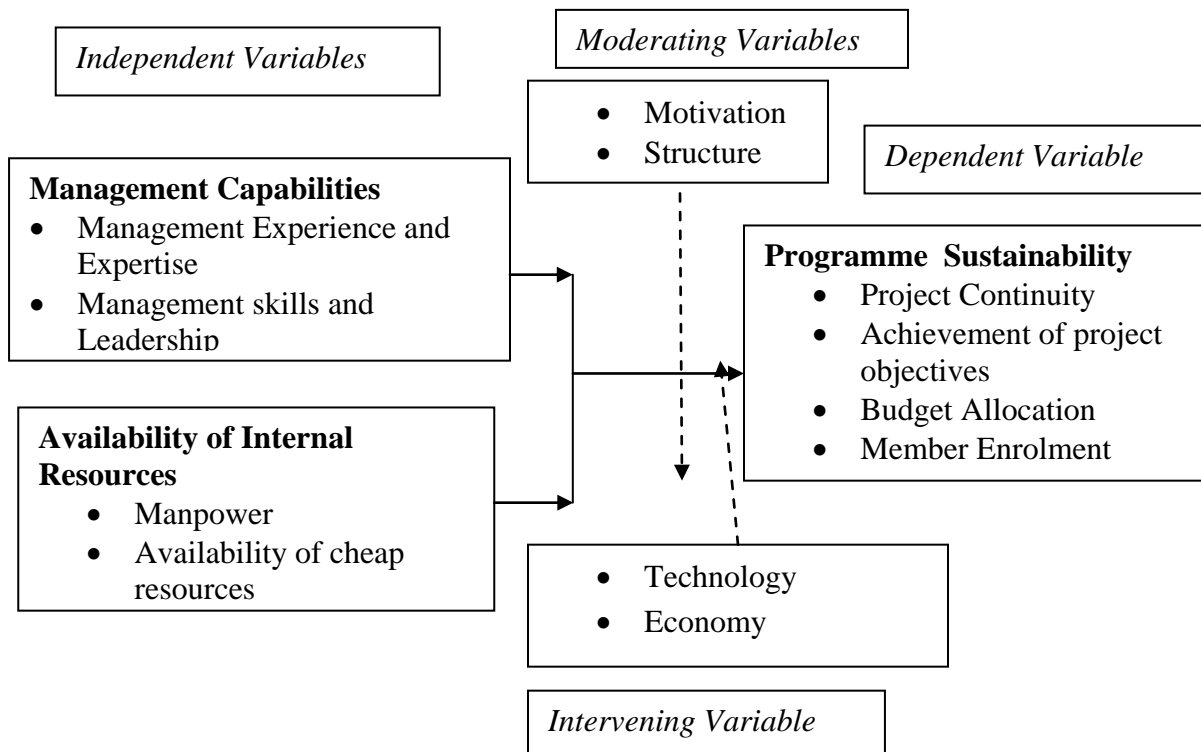 Independent Variables
Moderating Variables
• Motivation
• Structure
Dependent Variable
Management Capabilities
• Management Experience and
Expertise
• Management skills and
Leadership
Programme Sustainability
• Project Continuity
• Achievement of project
objectives
• Budget Allocation
• Member Enrolment
Availability of Internal
Resources
• Manpower
• Availability of cheap
resources
• Technology
• Economy
Intervening Variable